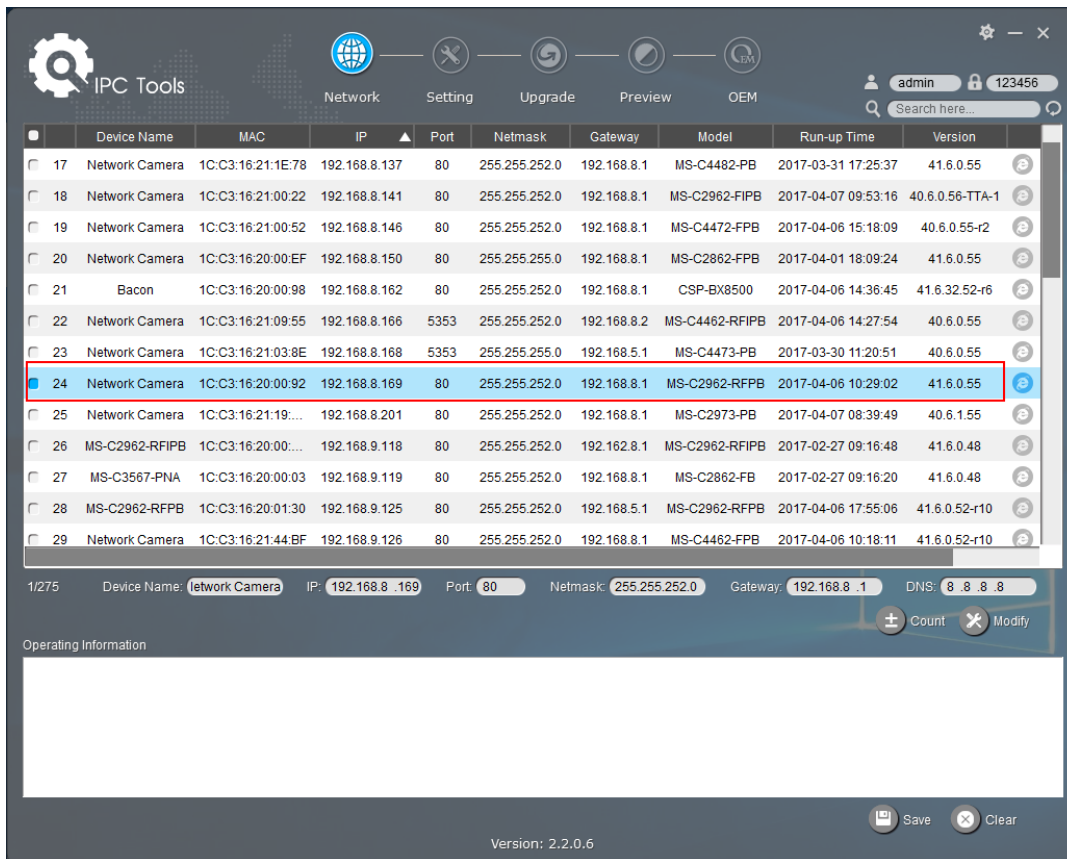 IPC Tools
Network Setting Upgrade Preview OEM
admin 123456
Search here...
Device Name MAC IP Port Netmask Gateway Model Run-up Time Version
17 Network Camera 1C:C3:16:21:1E:78 192.168.8.137 80 255.255.252.0 192.168.8.1 MS-C4482-PB 2017-03-31 17:25:37 41.6.0.55
18 Network Camera 1C:C3:16:21:00:22 192.168.8.141 80 255.255.252.0 192.168.8.1 MS-C2962-FIPB 2017-04-07 09:53:16 40.6.0.56-TTA-1
19 Network Camera 1C:C3:16:21:00:52 192.168.8.146 80 255.255.252.0 192.168.8.1 MS-C4472-FPB 2017-04-06 15:18:09 40.6.0.55-r2
20 Network Camera 1C:C3:16:20:00:EF 192.168.8.150 80 255.255.255.0 192.168.8.1 MS-C2862-FPB 2017-04-01 18:09:24 41.6.0.55
21 Bacon 1C:C3:16:20:00:98 192.168.8.162 80 255.255.252.0 192.168.8.1 CSP-BX8500 2017-04-06 14:36:45 41.6.32.52-r6
22 Network Camera 1C:C3:16:21:09:55 192.168.8.166 5353 255.255.252.0 192.168.8.2 MS-C4462-RFIPB 2017-04-06 14:27:54 40.6.0.55
23 Network Camera 1C:C3:16:21:03:8E 192.168.8.168 5353 255.255.255.0 192.168.5.1 MS-C4473-PB 2017-03-30 11:20:51 40.6.0.55
24 Network Camera 1C:C3:16:20:00:92 192.168.8.169 80 255.255.252.0 192.168.8.1 MS-C2962-RFPB 2017-04-06 10:29:02 41.6.0.55
25 Network Camera 1C:C3:16:21:19:... 192.168.8.201 80 255.255.252.0 192.168.8.1 MS-C2973-PB 2017-04-07 08:39:49 40.6.1.55
26 MS-C2962-RFIPB 1C:C3:16:20:00:... 192.168.9.118 80 255.255.252.0 192.162.8.1 MS-C2962-RFIPB 2017-02-27 09:16:48 41.6.0.48
27 MS-C3567-PNA 1C:C3:16:20:00:03 192.168.9.119 80 255.255.252.0 192.168.8.1 MS-C2862-FB 2017-02-27 09:16:20 41.6.0.48
28 MS-C2962-RFPB 1C:C3:16:20:01:30 192.168.9.125 80 255.255.252.0 192.168.5.1 MS-C2962-RFPB 2017-04-06 17:55:06 41.6.0.52-r10
29 Network Camera 1C:C3:16:21:44:BF 192.168.9.126 80 255.255.252.0 192.168.8.1 MS-C4462-FPB 2017-04-06 10:18:11 41.6.0.52-r10
1/275 Device Name: letwork Camera IP: 192.168.8 .169 Port: 80 Netmask: 255.255.252.0 Gateway: 192.168.8 .1 DNS: 8 .8 .8 .8
Count Modify
Operating Information
Save Clear
Version: 2.2.0.6